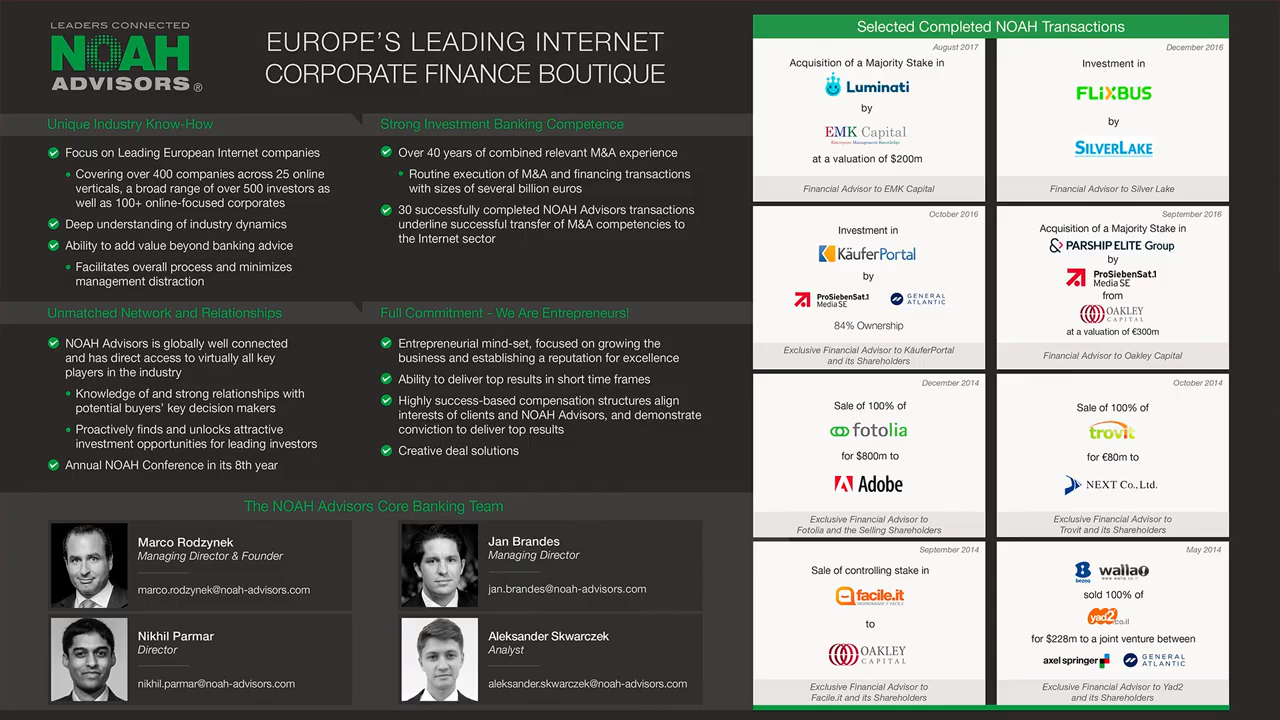 LEADERS CONNECTED
NOAH
ADVISORS®
EUROPE'S LEADING INTERNET
CORPORATE FINANCE BOUTIQUE
Unique Industry Know-How
Focus on Leading European Internet companies
• Covering over 400 companies across 25 online
verticals, a broad range of over 500 investors as
well as 100+ online-focused corporates
Deep understanding of industry dynamics
Ability to add value beyond banking advice
• Facilitates overall process and minimizes
management distraction
Strong Investment Banking Competence
Over 40 years of combined relevant M&A experience
• Routine execution of M&A and financing transactions
with sizes of several billion euros
30 successfully completed NOAH Advisors transactions
underline successful transfer of M&A competencies to
the Internet sector
Unmatched Network and Relationships
NOAH Advisors is globally well connected
and has direct access to virtually all key
players in the industry
• Knowledge of and strong relationships with
potential buyers' key decision makers
• Proactively finds and unlocks attractive
investment opportunities for leading investors
Annual NOAH Conference in its 8th year
Full Commitment - We Are Entrepreneurs!
Entrepreneurial mind-set, focused on growing the
business and establishing a reputation for excellence
Ability to deliver top results in short time frames
Highly success-based compensation structures align
interests of clients and NOAH Advisors, and demonstrate
conviction to deliver top results
Creative deal solutions
The NOAH Advisors Core Banking Team
Marco Rodzynek
Managing Director & Founder
marco.rodzynek@noah-advisors.com
Jan Brandes
Managing Director
jan.brandes@noah-advisors.com
Nikhil Parmar
Director
nikhil.parmar@noah-advisors.com
Aleksander Skwarczek
Analyst
aleksander.skwarczek@noah-advisors.com
Selected Completed NOAH Transactions
August 2017
Acquisition of a Majority Stake in
Luminati
by
EMK Capital
Enterprise Management Knowledge
at a valuation of $200m
Financial Advisor to EMK Capital
December 2016
Investment in
FLiXBUS
by
SILVERLAKE
Financial Advisor to Silver Lake
October 2016
Investment in
KäuferPortal
by
ProSiebenSat.1
Media SE
GENERAL
ATLANTIC
84% Ownership
Exclusive Financial Advisor to KäuferPortal
and its Shareholders
September 2016
Acquisition of a Majority Stake in
PARSHIP ELITE Group
by
ProSiebenSat.1
Media SE
from
OAKLEY
CAPITAL
at a valuation of €300m
Financial Advisor to Oakley Capital
December 2014
Sale of 100% of
fotolia
for $800m to
Adobe
Exclusive Financial Advisor to
Fotolia and the Selling Shareholders
October 2014
Sale of 100% of
trovit
for €80m to
NEXT Co., Ltd.
Exclusive Financial Advisor to
Trovit and its Shareholders
September 2014
Sale of controlling stake in
facile.it
RISPARMIARE È FACILE
to
OAKLEY
CAPITAL
Exclusive Financial Advisor to
Facile.it and its Shareholders
May 2014
bezeq
walla!
www.walla.co.il
sold 100% of
yad2.co.il
for $228m to a joint venture between
axel springer
GENERAL
ATLANTIC
Exclusive Financial Advisor to Yad2
and its Shareholders